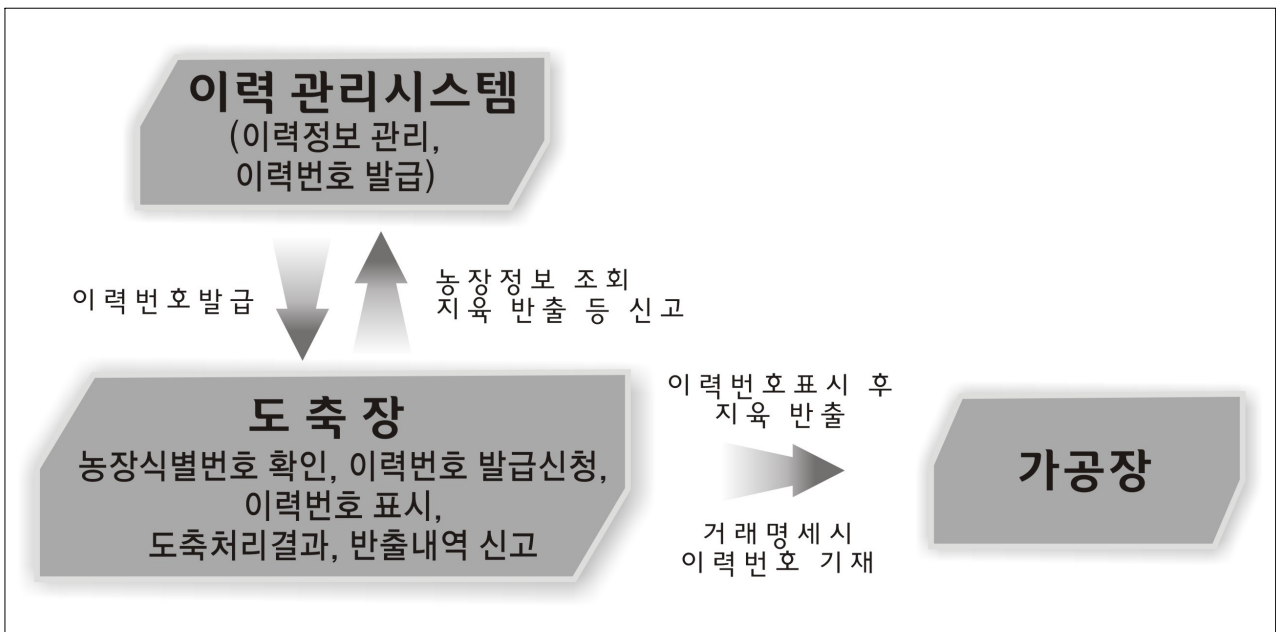 이력 관리시스템
(이력정보 관리,
이력번호 발급)
이력번호발급
농장정보 조회
지육 반출 등 신고
도축장
농장식별번호 확인, 이력번호 발급신청,
이력번호 표시,
도축처리결과, 반출내역 신고
이력번호표시 후
지육 반출
거래명세시
이력번호 기재
가공장